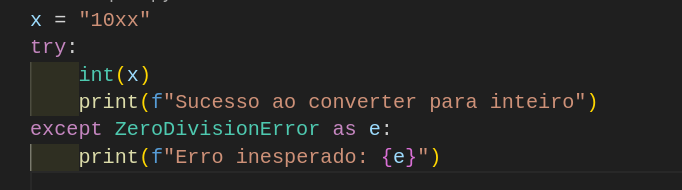 x = "10xx"
try:
    int(x)
    print(f"Sucesso ao converter para inteiro")
except ZeroDivisionError as e:
    print(f"Erro inesperado: {e}")